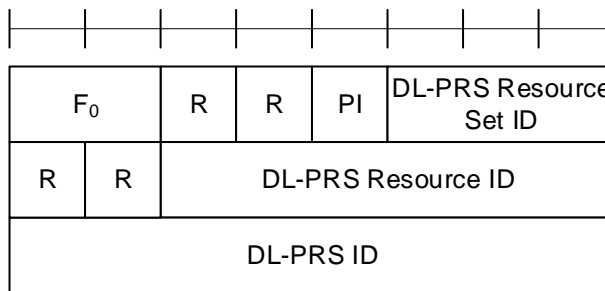 F₀ R R PI DL-PRS Resource
Set ID
R R DL-PRS Resource ID
DL-PRS ID